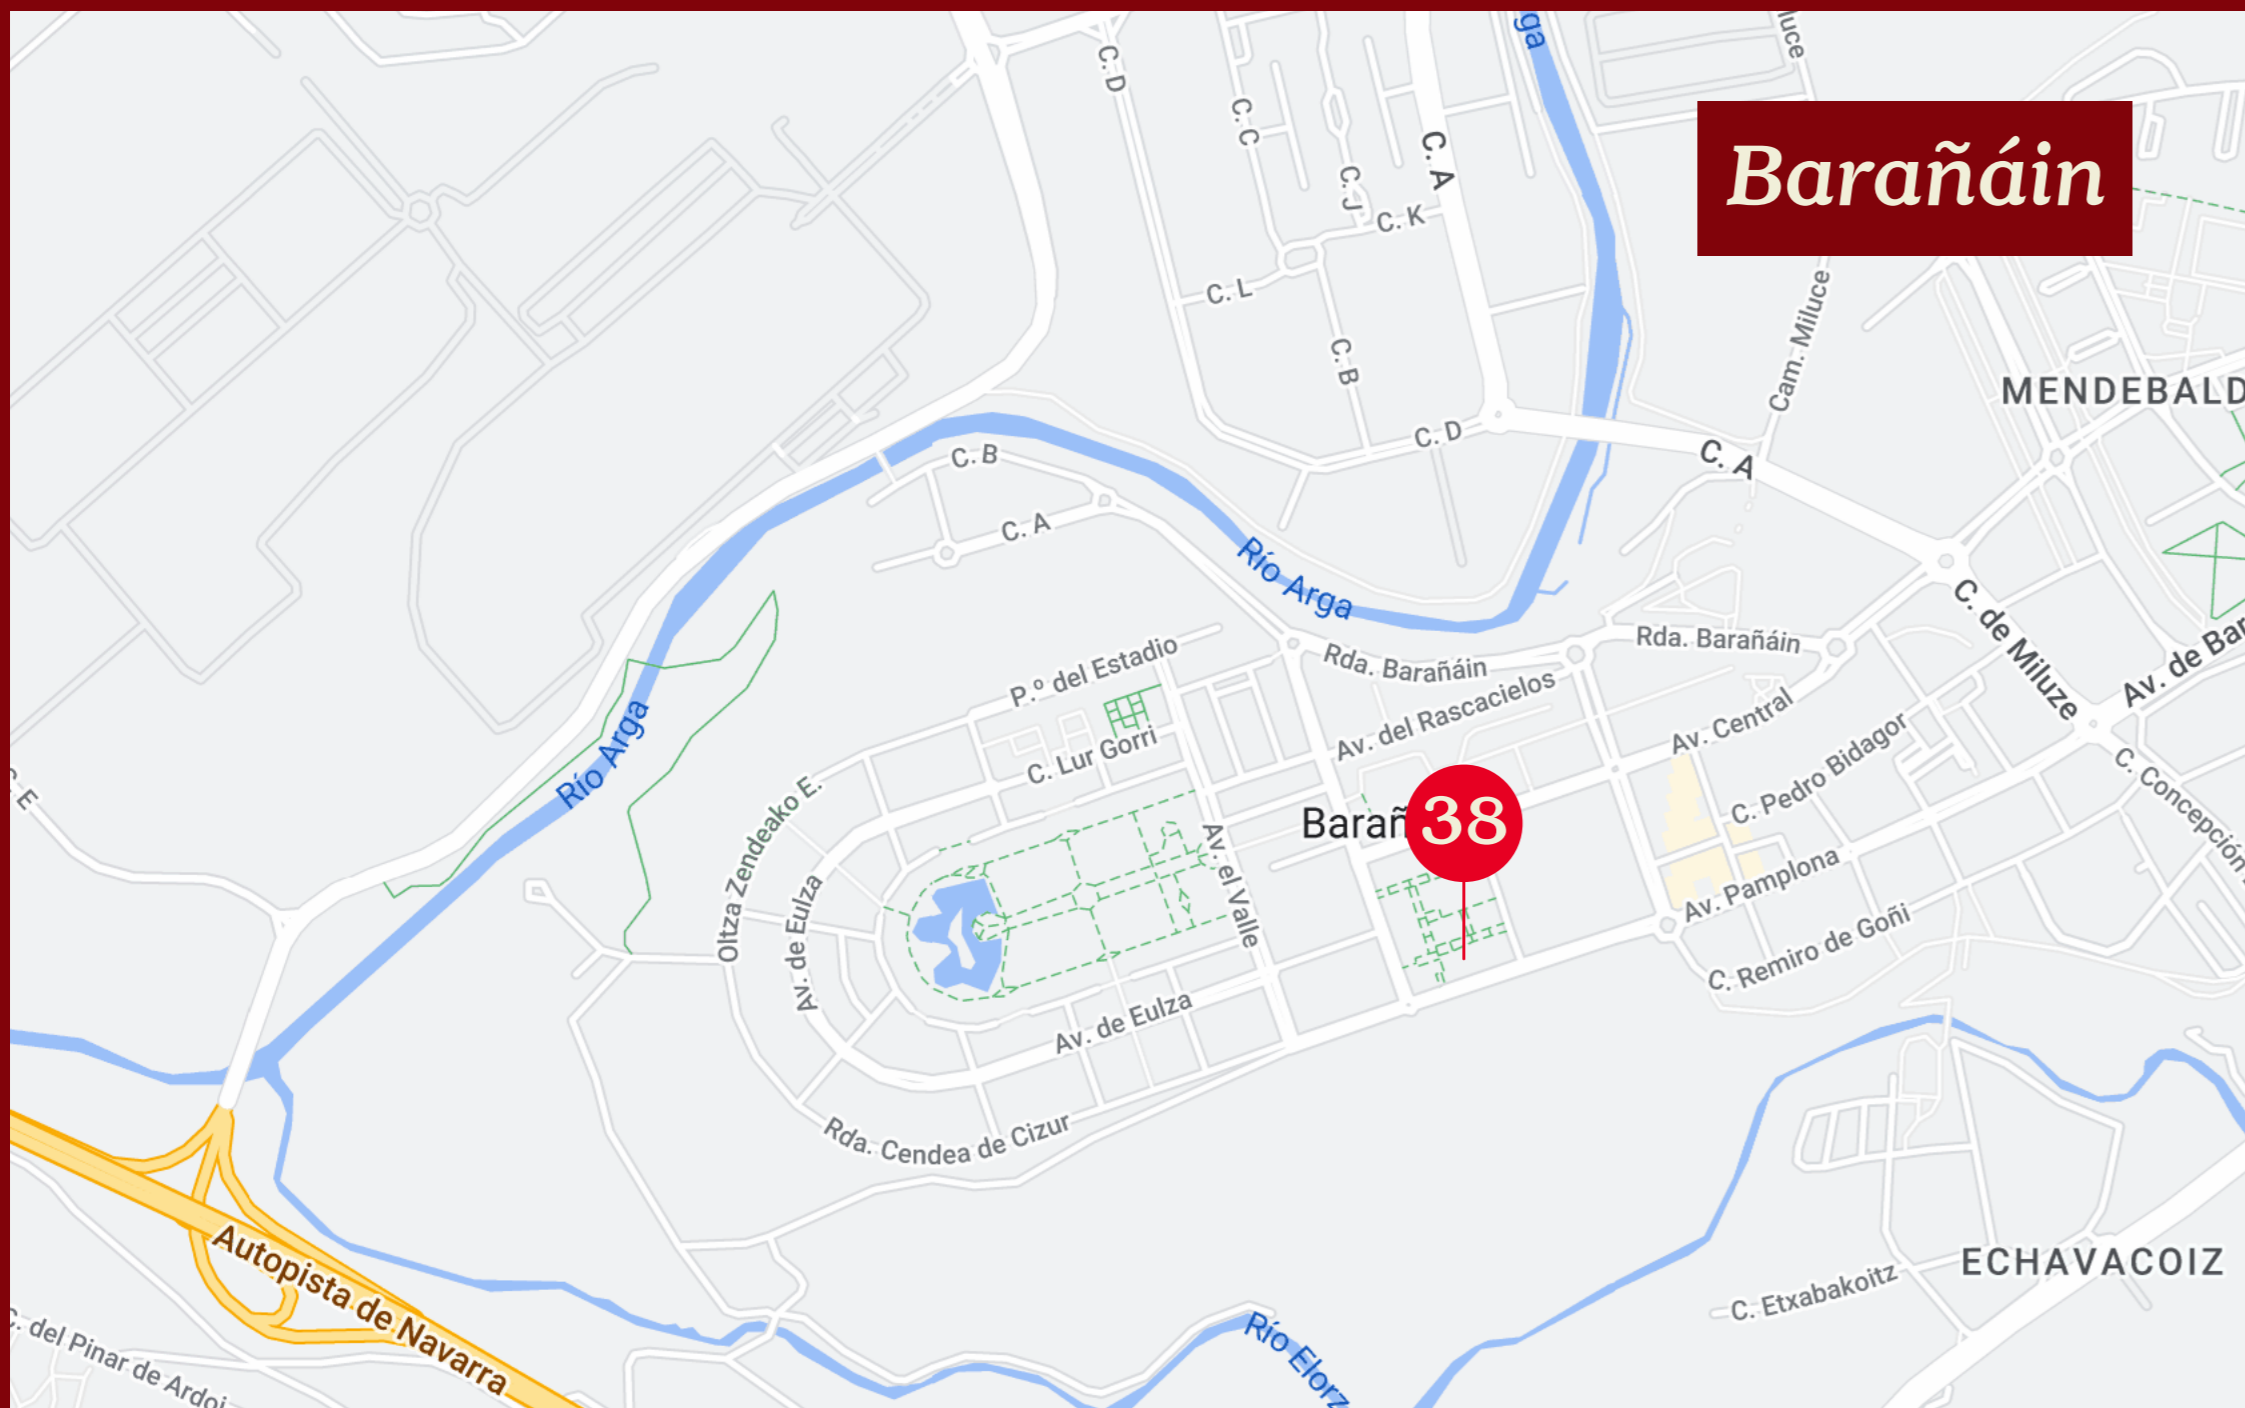 ga
luce
C. D
C. C
C. A
C. J
C. K
Barañáin
C. L
C. B
Cam. Miluce
MENDEBALD
C. D
C. A
C. B
C. A
Río Arga
C. de Miluze
Rda. Barañáin
Rda. Barañáin
Av. de Bar
P.º del Estadio
Av. del Rascacielos
Av. Central
Río Arga
C. Lur Gorri
C. Pedro Bidagor
C. Concepción
C. E
Oltza Zendeako E.
Barañ
38
Av. de Eulza
Av. el Valle
Av. Pamplona
C. Remiro de Goñi
Av. de Eulza
Rda. Cendea de Cizur
Autopista de Navarra
ECHAVACOIZ
C. Etxabakoitz
C. del Pinar de Ardoi
Río Elorz